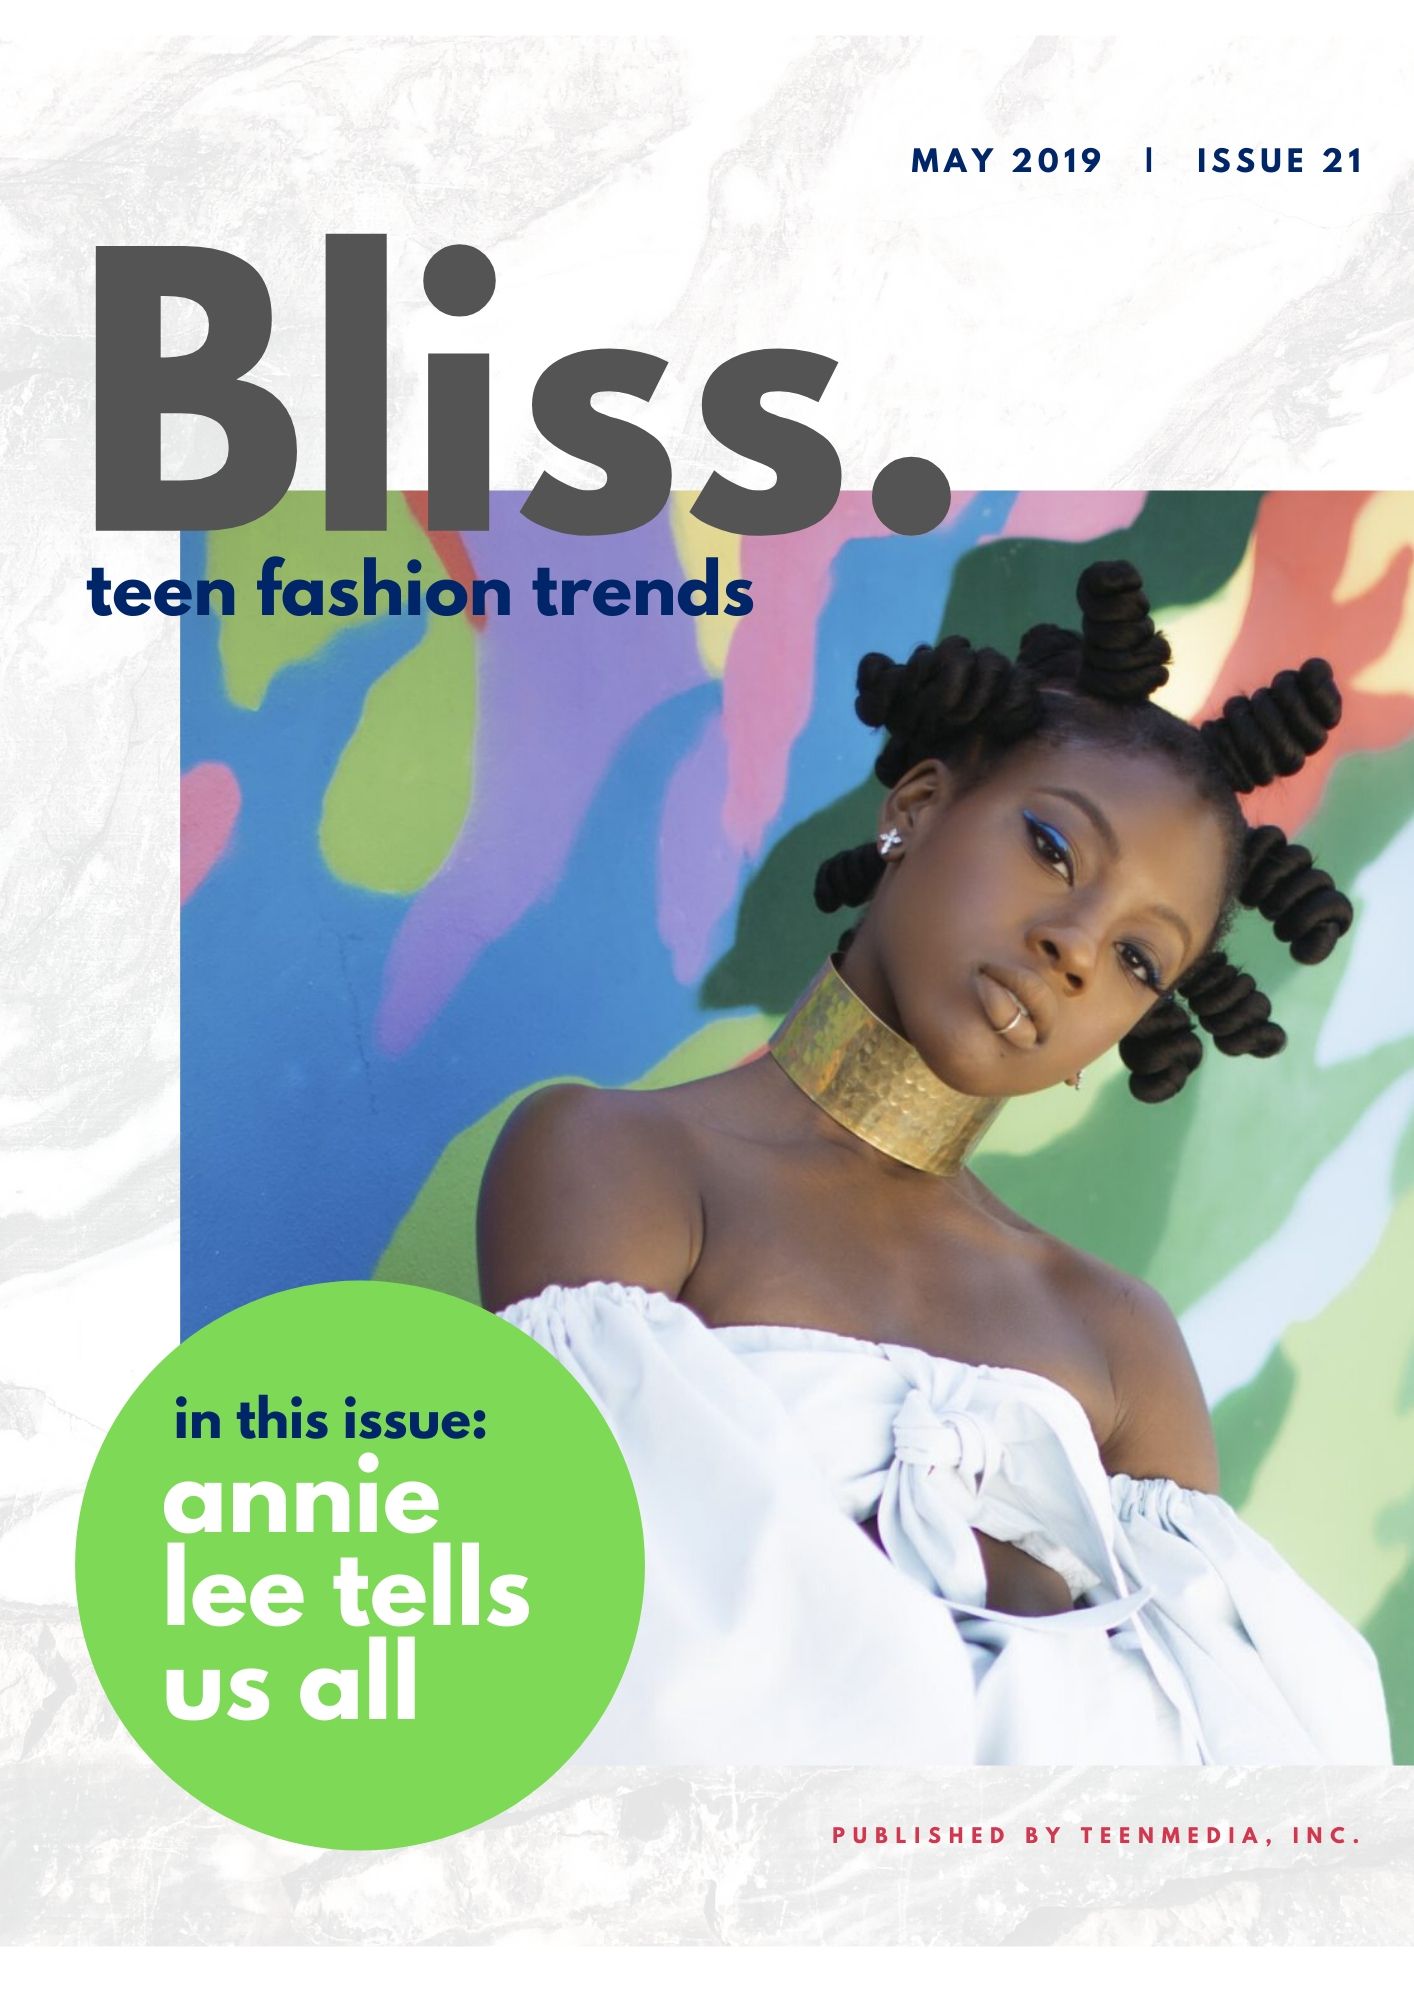 MAY 2019 | ISSUE 21
Bliss.
teen fashion trends
in this issue:
annie
lee tells
us all
PUBLISHED BY TEENMEDIA, INC.